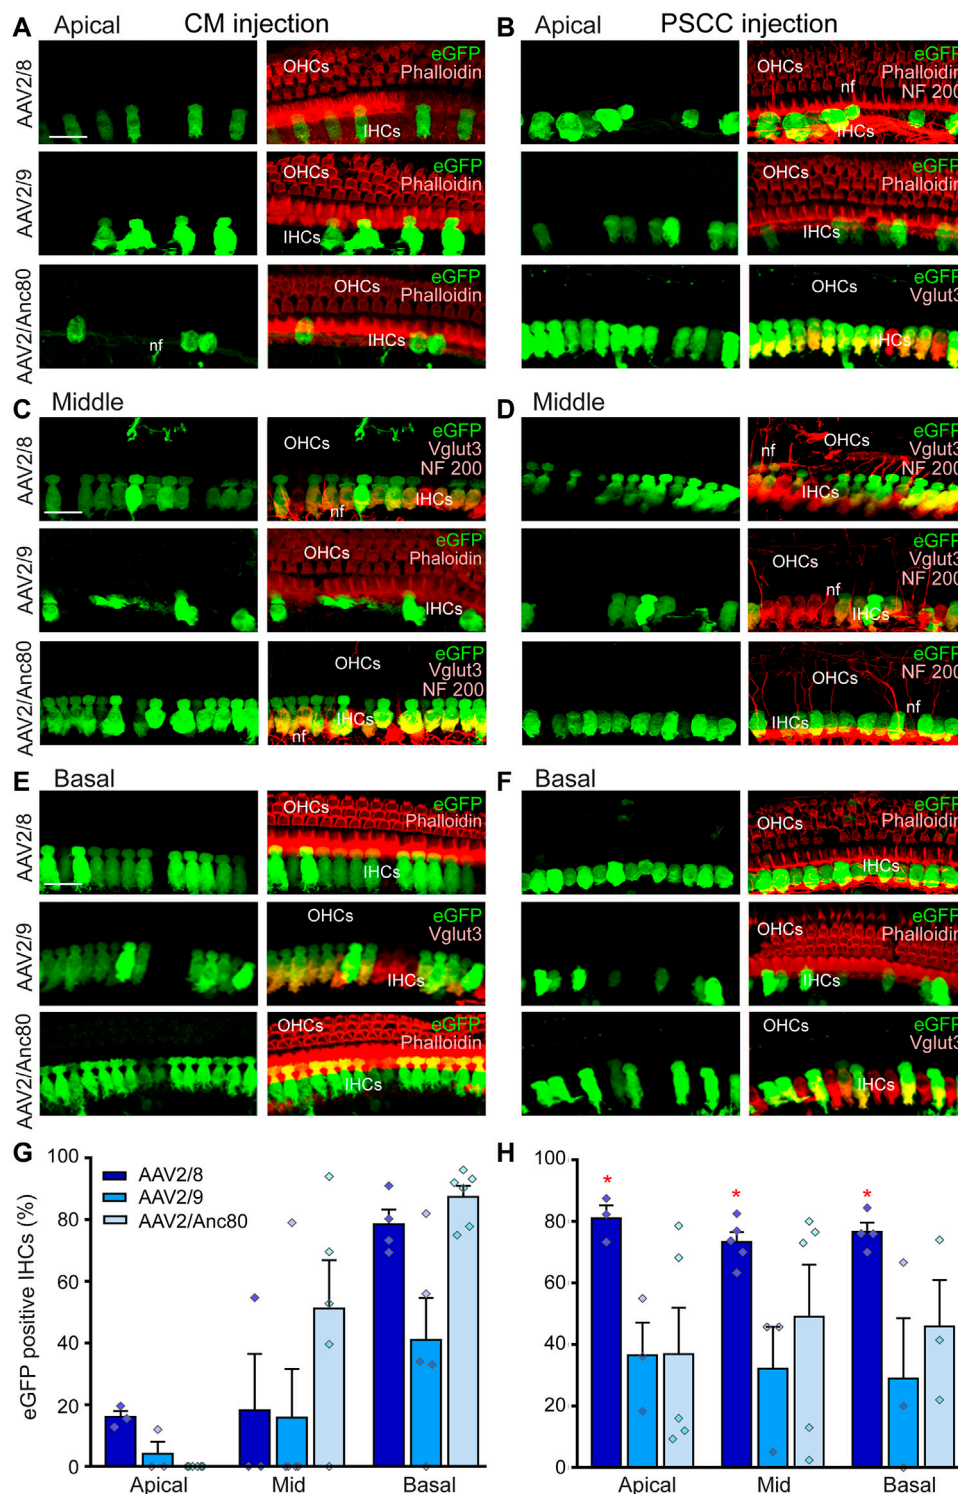 A Apical CM injection
AAV2/8
OHCs
eGFP
Phalloidin
IHCs
AAV2/9
OHCs
eGFP
Phalloidin
IHCs
AAV2/Anc80
nf
OHCs
eGFP
Phalloidin
IHCs
B Apical PSCC injection
OHCs
eGFP
Phalloidin
NF 200
nf
IHCs
OHCs
eGFP
Phalloidin
IHCs
OHCs
eGFP
Vglut3
IHCs
C Middle
AAV2/8
OHCs
eGFP
Vglut3
NF 200
IHCs
nf
AAV2/9
OHCs
eGFP
Phaloidin
IHCs
AAV2/Anc80
OHCs
eGFP
Vglut3
NF 200
IHCs
nf
D Middle
nf
OHCs
eGFP
Vglut3
NF 200
IHCs
OHCs
eGFP
Vglut3
NF 200
nf
IHCs
OHCs
eGFP
NF 200
nf
IHCs
E Basal
AAV2/8
OHCs
eGFP
Phalloidin
IHCs
AAV2/9
OHCs
eGFP
Vglut3
IHCs
AAV2/Anc80
OHCs
eGFP
Phalloidin
IHCs
F Basal
OHCs
eGFP
Phalloidin
IHCs
OHCs
eGFP
Phalloidin
IHCs
OHCs
eGFP
Vglut3
IHCs
G
eGFP positive IHCs (%)
100
80
60
40
20
0
AAV2/8
AAV2/9
AAV2/Anc80
Apical Mid Basal
H
100
80
60
40
20
0
* * *
Apical Mid Basal